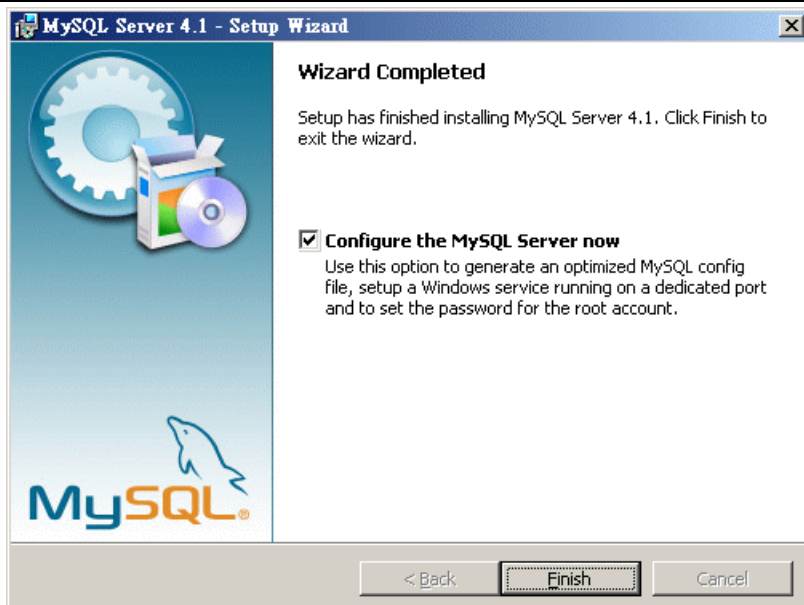 MySQL Server 4.1 - Setup Wizard
Wizard Completed
Setup has finished installing MySQL Server 4.1. Click Finish to
exit the wizard.
Configure the MySQL Server now
Use this option to generate an optimized MySQL config
file, setup a Windows service running on a dedicated port
and to set the password for the root account.
MySQL®
< Back
Finish
Cancel